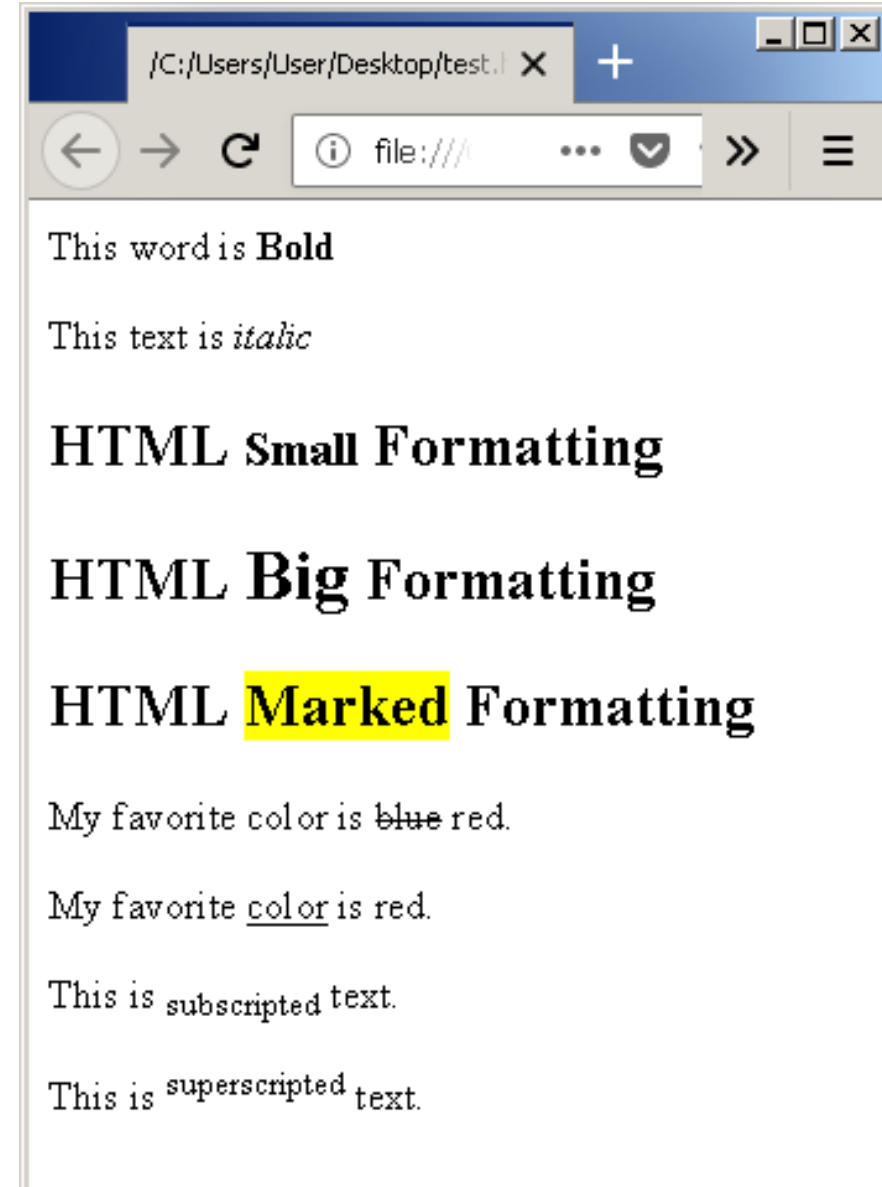 /C:/Users/User/Desktop/test.
file:///
This word is Bold
This text is italic
HTML Small Formatting
HTML Big Formatting
HTML Marked Formatting
My favorite color is blue red.
My favorite color is red.
This is subscripted text.
This is superscripted text.